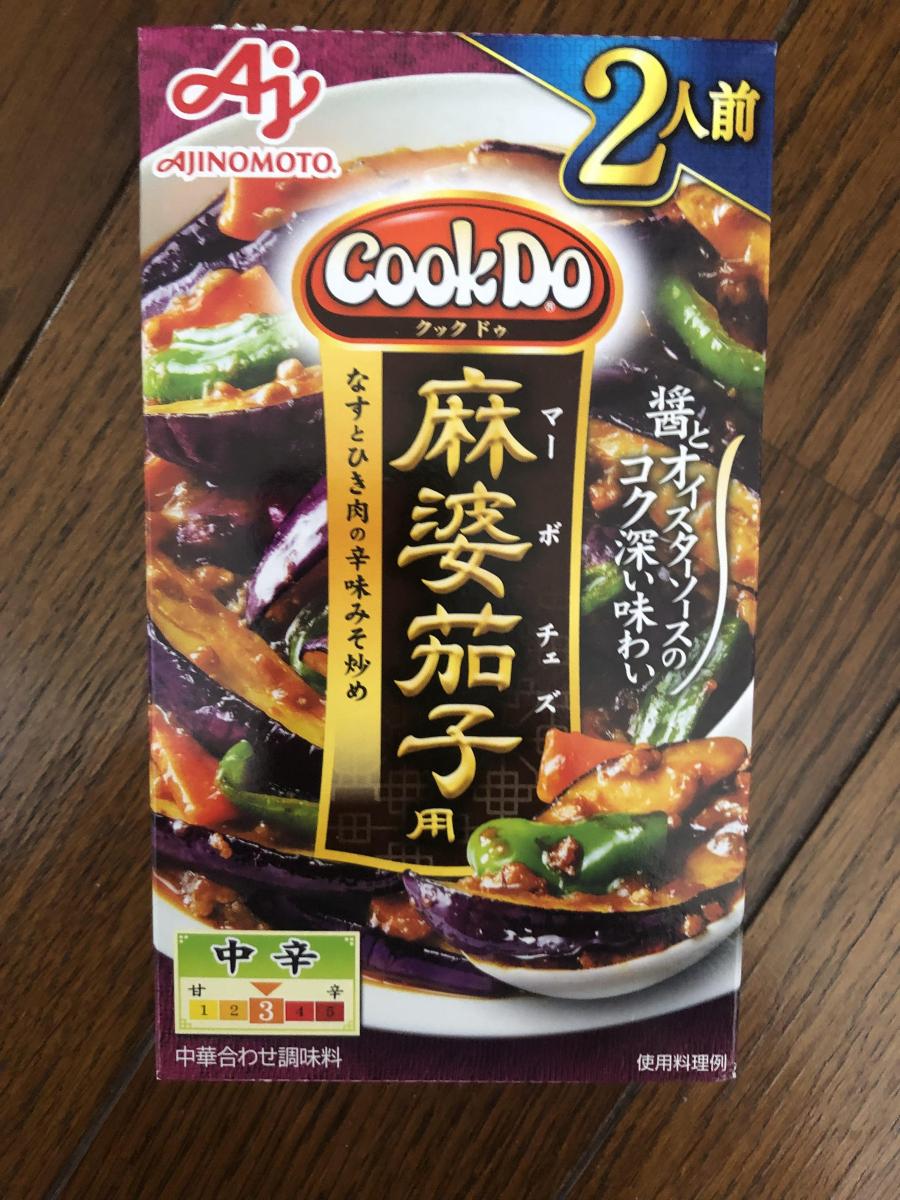 Aj
AJINOMOTO®
2人前
CookDo®
クック ドゥ
麻婆茄子用
マーボチェズ
なすとひき肉の辛味みそ炒め
醤とオイスターソースの
コク深い味わい
中辛
甘 辛
1 2 3 4 5
中華合わせ調味料
使用料理例